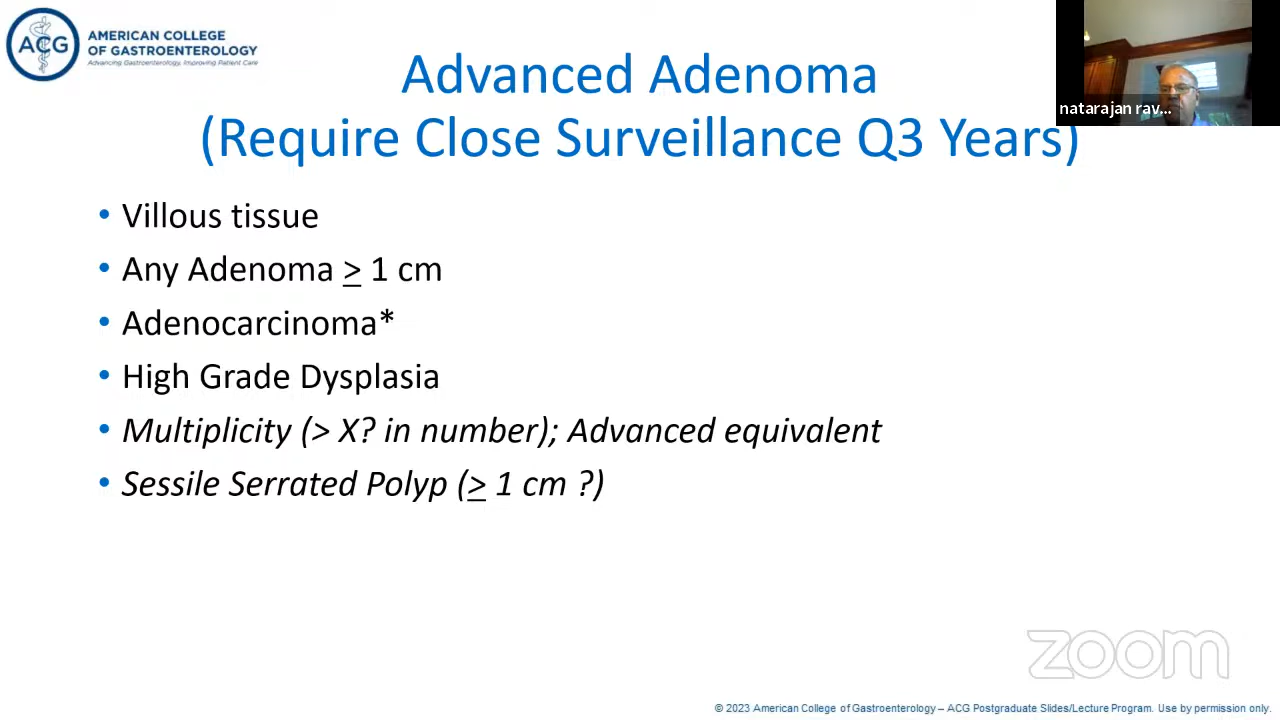 AMERICAN COLLEGE
OF GASTROENTEROLOGY
Advancing Gastroenterology, Improving Patient Care
ACG
Advanced Adenoma
(Require Close Surveillance Q3 Years)
natarajan rav...
• Villous tissue
• Any Adenoma ≥ 1 cm
• Adenocarcinoma*
• High Grade Dysplasia
• Multiplicity (> X? in number); Advanced equivalent
• Sessile Serrated Polyp (≥ 1 cm ?)
zoom
© 2023 American College of Gastroenterology – ACG Postgraduate Slides/Lecture Program. Use by permission only.